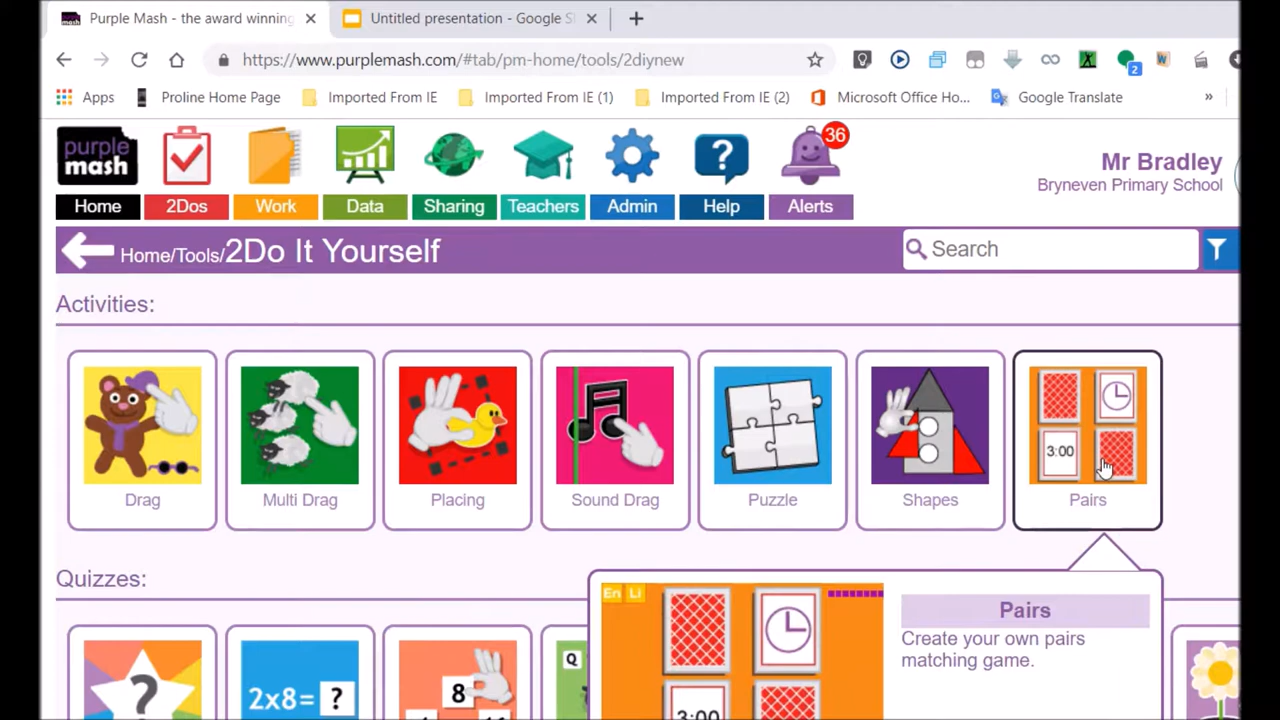 Purple Mash - the award winning
Untitled presentation - Google Sl
https://www.purplemash.com/#tab/pm-home/tools/2diynew
2
Apps
Proline Home Page
Imported From IE
Imported From IE (1)
Imported From IE (2)
Microsoft Office Ho...
Google Translate
»
purple mash
36
Mr Bradley
Bryneven Primary School
Home
2Dos
Work
Data
Sharing
Teachers
Admin
Help
Alerts
Home/Tools/2Do It Yourself
Search
Activities:
3:00
Drag
Multi Drag
Placing
Sound Drag
Puzzle
Shapes
Pairs
Quizzes:
En Li
Pairs
Create your own pairs
matching game.
?
2x8= ?
8
Q
3:00